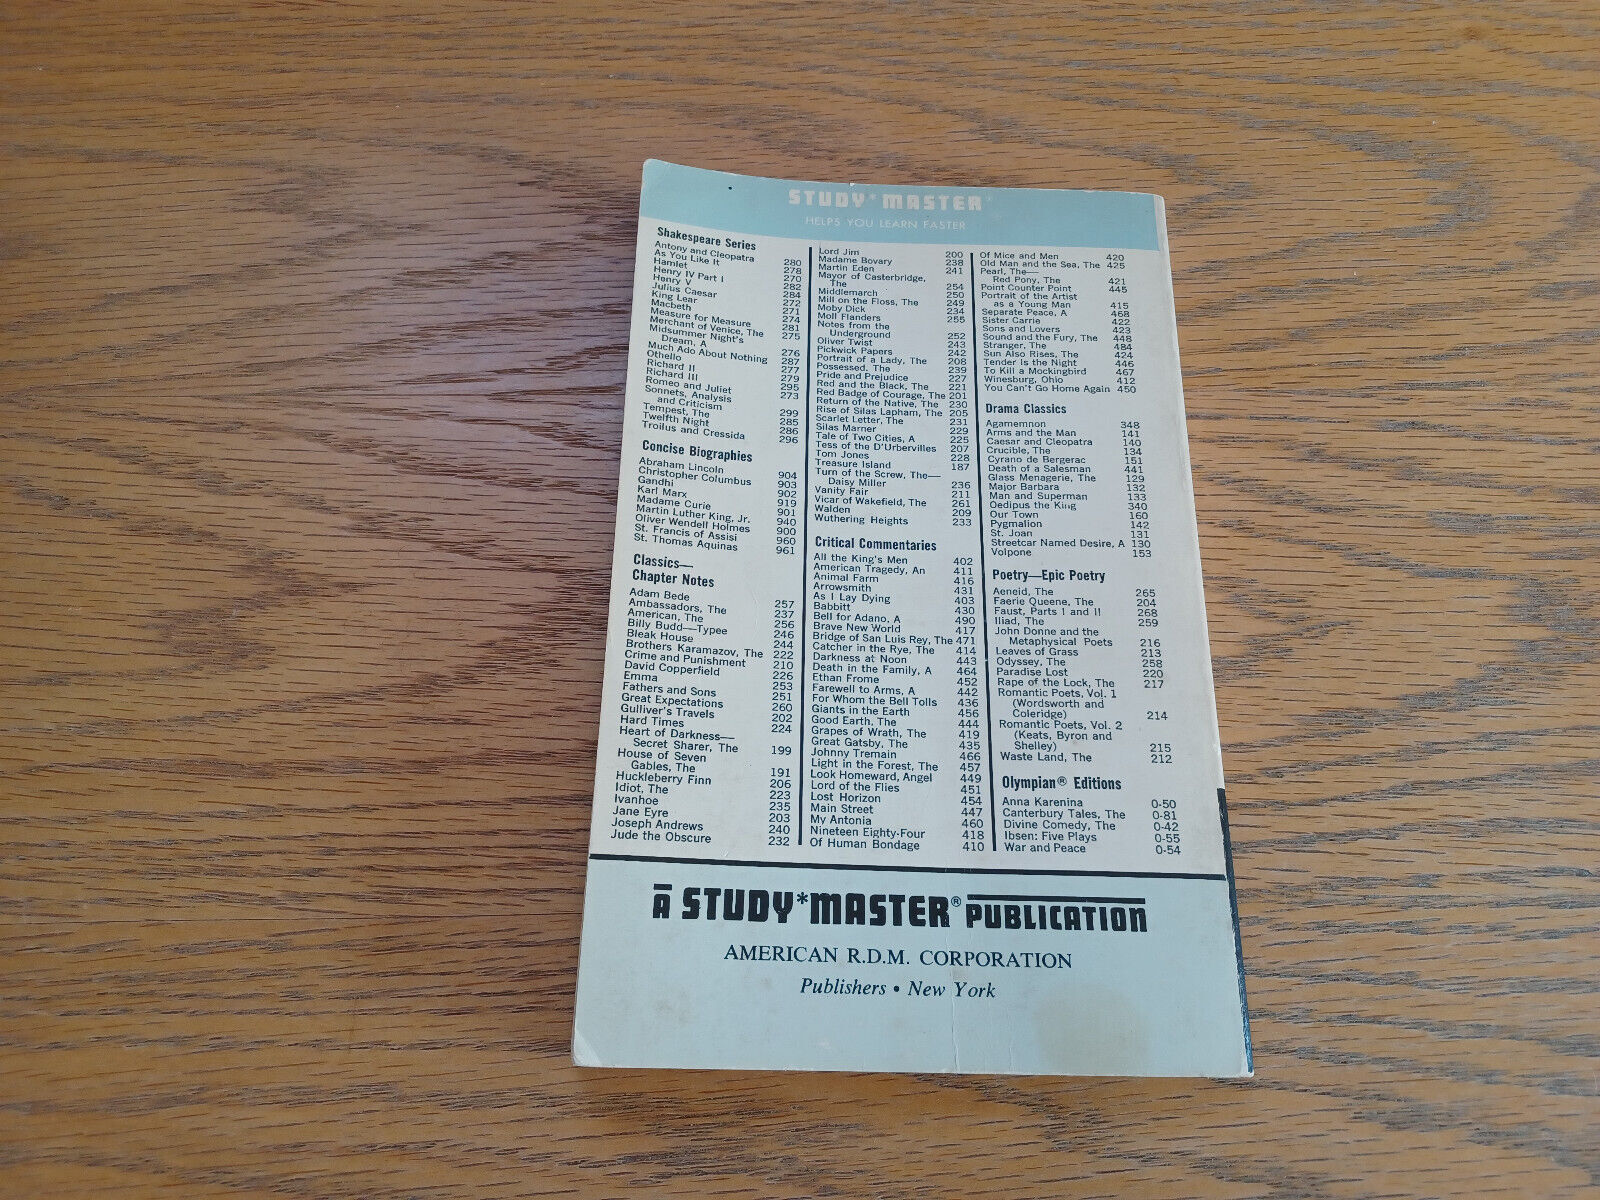 STUDY*MASTER®
HELPS YOU LEARN FASTER
Shakespeare Series
Antony and Cleopatra 280
As You Like It 278
Hamlet 270
Henry IV Part I 282
Henry V 284
Julius Caesar 272
King Lear 271
Macbeth 274
Measure for Measure 281
Merchant of Venice, The 275
Midsummer Night's
Dream, A 276
Much Ado About Nothing 287
Othello 277
Richard II 279
Richard III 295
Romeo and Juliet 273
Sonnets, Analysis
and Criticism 299
Tempest, The 285
Twelfth Night 286
Troilus and Cressida 296
Concise Biographies
Abraham Lincoln 904
Christopher Columbus 903
Gandhi 902
Karl Marx 919
Madame Curie 901
Martin Luther King, Jr. 940
Oliver Wendell Holmes 900
St. Francis of Assisi 960
St. Thomas Aquinas 961
Classics—
Chapter Notes
Adam Bede 257
Ambassadors, The 237
American, The 256
Billy Budd—Typee 246
Bleak House 244
Brothers Karamazov, The 222
Crime and Punishment 210
David Copperfield 226
Emma 253
Fathers and Sons 251
Great Expectations 260
Gulliver's Travels 202
Hard Times 224
Heart of Darkness—
Secret Sharer, The 199
House of Seven
Gables, The 191
Huckleberry Finn 206
Idiot, The 223
Ivanhoe 235
Jane Eyre 203
Joseph Andrews 240
Jude the Obscure 232
Lord Jim 200
Madame Bovary 238
Martin Eden 241
Mayor of Casterbridge,
The 254
Middlemarch 250
Mill on the Floss, The 249
Moby Dick 234
Moll Flanders 255
Notes from the
Underground 252
Oliver Twist 243
Pickwick Papers 242
Portrait of a Lady, The 208
Possessed, The 239
Pride and Prejudice 227
Red and the Black, The 221
Red Badge of Courage, The 201
Return of the Native, The 230
Rise of Silas Lapham, The 205
Scarlet Letter, The 231
Silas Marner 229
Tale of Two Cities, A 225
Tess of the D'Urbervilles 207
Tom Jones 228
Treasure Island 187
Turn of the Screw, The—
Daisy Miller 236
Vanity Fair 211
Vicar of Wakefield, The 261
Walden 209
Wuthering Heights 233
Critical Commentaries
All the King's Men 402
American Tragedy, An 411
Animal Farm 416
Arrowsmith 431
As I Lay Dying 403
Babbitt 430
Bell for Adano, A 490
Brave New World 417
Bridge of San Luis Rey, The 471
Catcher in the Rye, The 414
Darkness at Noon 443
Death in the Family, A 464
Ethan Frome 452
Farewell to Arms, A 442
For Whom the Bell Tolls 436
Giants in the Earth 456
Good Earth, The 444
Grapes of Wrath, The 419
Great Gatsby, The 435
Johnny Tremain 466
Light in the Forest, The 457
Look Homeward, Angel 449
Lord of the Flies 451
Lost Horizon 454
Main Street 447
My Antonia 460
Nineteen Eighty-Four 418
Of Human Bondage 410
Of Mice and Men 420
Old Man and the Sea, The 425
Pearl, The—
Red Pony, The 421
Point Counter Point 445
Portrait of the Artist
as a Young Man 415
Separate Peace, A 468
Sister Carrie 422
Sons and Lovers 423
Sound and the Fury, The 448
Stranger, The 484
Sun Also Rises, The 424
Tender Is the Night 446
To Kill a Mockingbird 467
Winesburg, Ohio 412
You Can't Go Home Again 450
Drama Classics
Agamemnon 348
Arms and the Man 141
Caesar and Cleopatra 140
Crucible, The 134
Cyrano de Bergerac 151
Death of a Salesman 441
Glass Menagerie, The 129
Major Barbara 132
Man and Superman 133
Oedipus the King 340
Our Town 160
Pygmalion 142
St. Joan 131
Streetcar Named Desire, A 130
Volpone 153
Poetry—Epic Poetry
Aeneid, The 265
Faerie Queene, The 204
Faust, Parts I and II 268
Iliad, The 259
John Donne and the
Metaphysical Poets 216
Leaves of Grass 213
Odyssey, The 258
Paradise Lost 220
Rape of the Lock, The 217
Romantic Poets, Vol. 1
(Wordsworth and
Coleridge) 214
Romantic Poets, Vol. 2
(Keats, Byron and
Shelley) 215
Waste Land, The 212
Olympian® Editions
Anna Karenina 0-50
Canterbury Tales, The 0-81
Divine Comedy, The 0-42
Ibsen: Five Plays 0-55
War and Peace 0-54
A STUDY*MASTER® PUBLICATION
AMERICAN R.D.M. CORPORATION
Publishers • New York